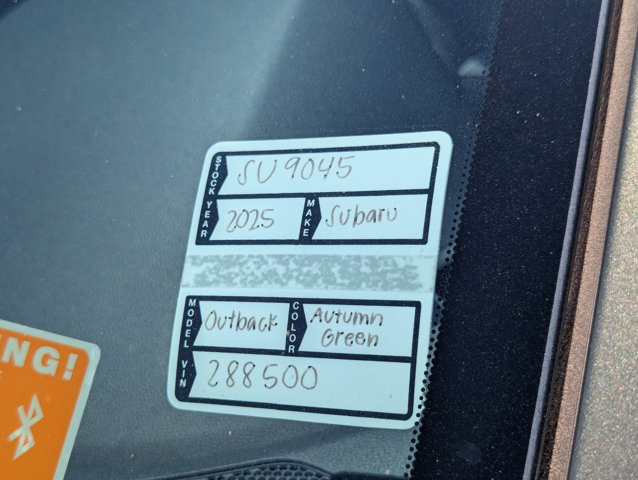 STOCK SU9045
YEAR 2025 MAKE Subaru
MODEL Outback COLOR Autumn Green
VIN 288500
NG!